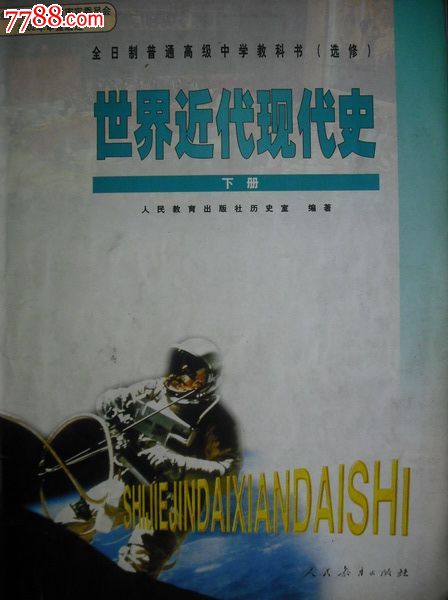 7788.com
全日制普通高级中学教科书（选修）
世界近代现代史
下册
人民教育出版社历史室 编著
SHIJIEJINDAIXIANDAISHI
人民教育出版社